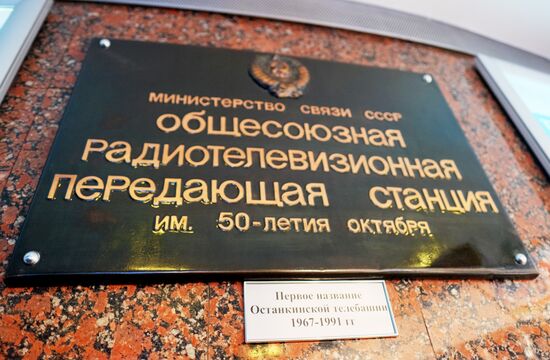 МИНИСТЕРСТВО СВЯЗИ СССР
ОБЩЕСОЮЗНАЯ
РАДИОТЕЛЕВИЗИОННАЯ
ПЕРЕДАЮЩАЯ СТАНЦИЯ
ИМ. 50-ЛЕТИЯ ОКТЯБРЯ
Первое название
Останкинской телебашни
1967-1991 гг